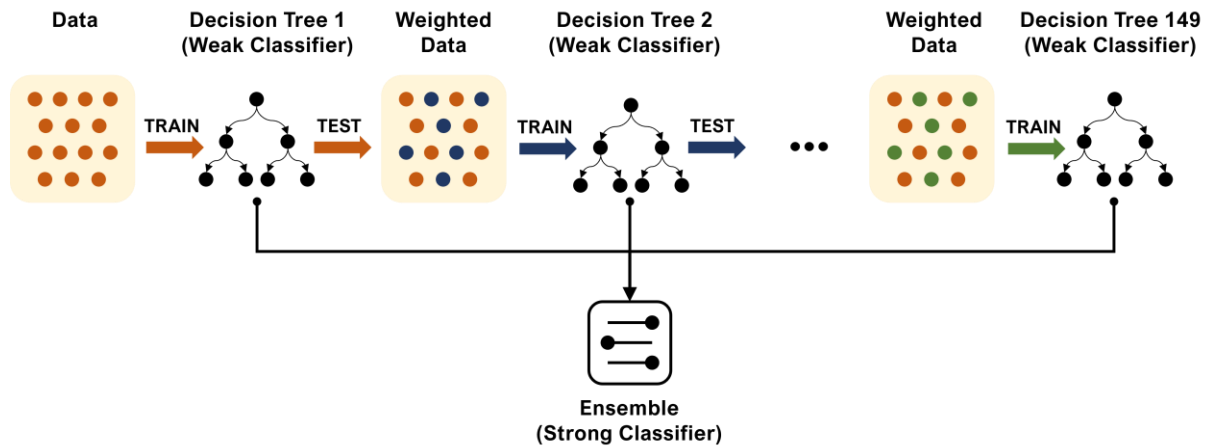 Data
Decision Tree 1
(Weak Classifier)
Weighted
Data
Decision Tree 2
(Weak Classifier)
Weighted
Data
Decision Tree 149
(Weak Classifier)
TRAIN
TEST
TRAIN
TEST
TRAIN
Ensemble
(Strong Classifier)